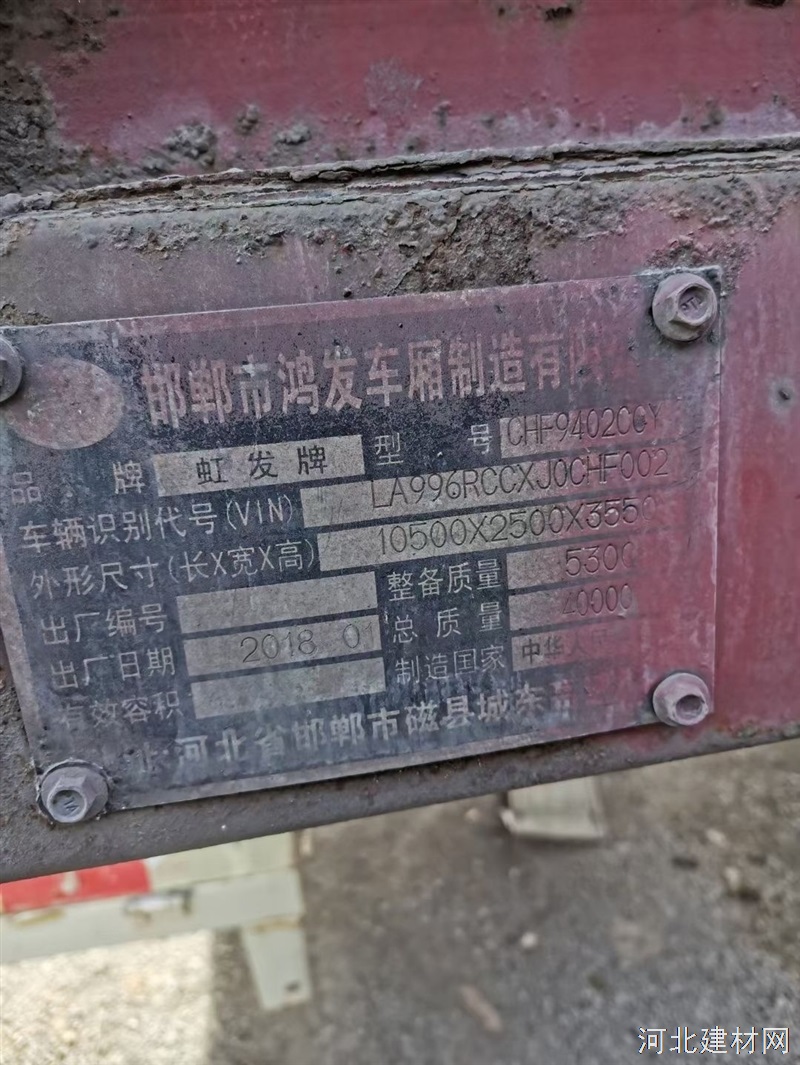 邯郸市鸿发车厢制造有限
品 牌 虹发牌 型 号 CHF9402CCY
车辆识别代号(VIN) LA996RCCXJ0CHF002
外形尺寸(长X宽X高) 10500X2500X3550
出厂编号 整备质量 5300
出厂日期 2018 01 总质量 40000
有效容积 制造国家 中华人
河北省邯郸市磁县城东
河北建材网